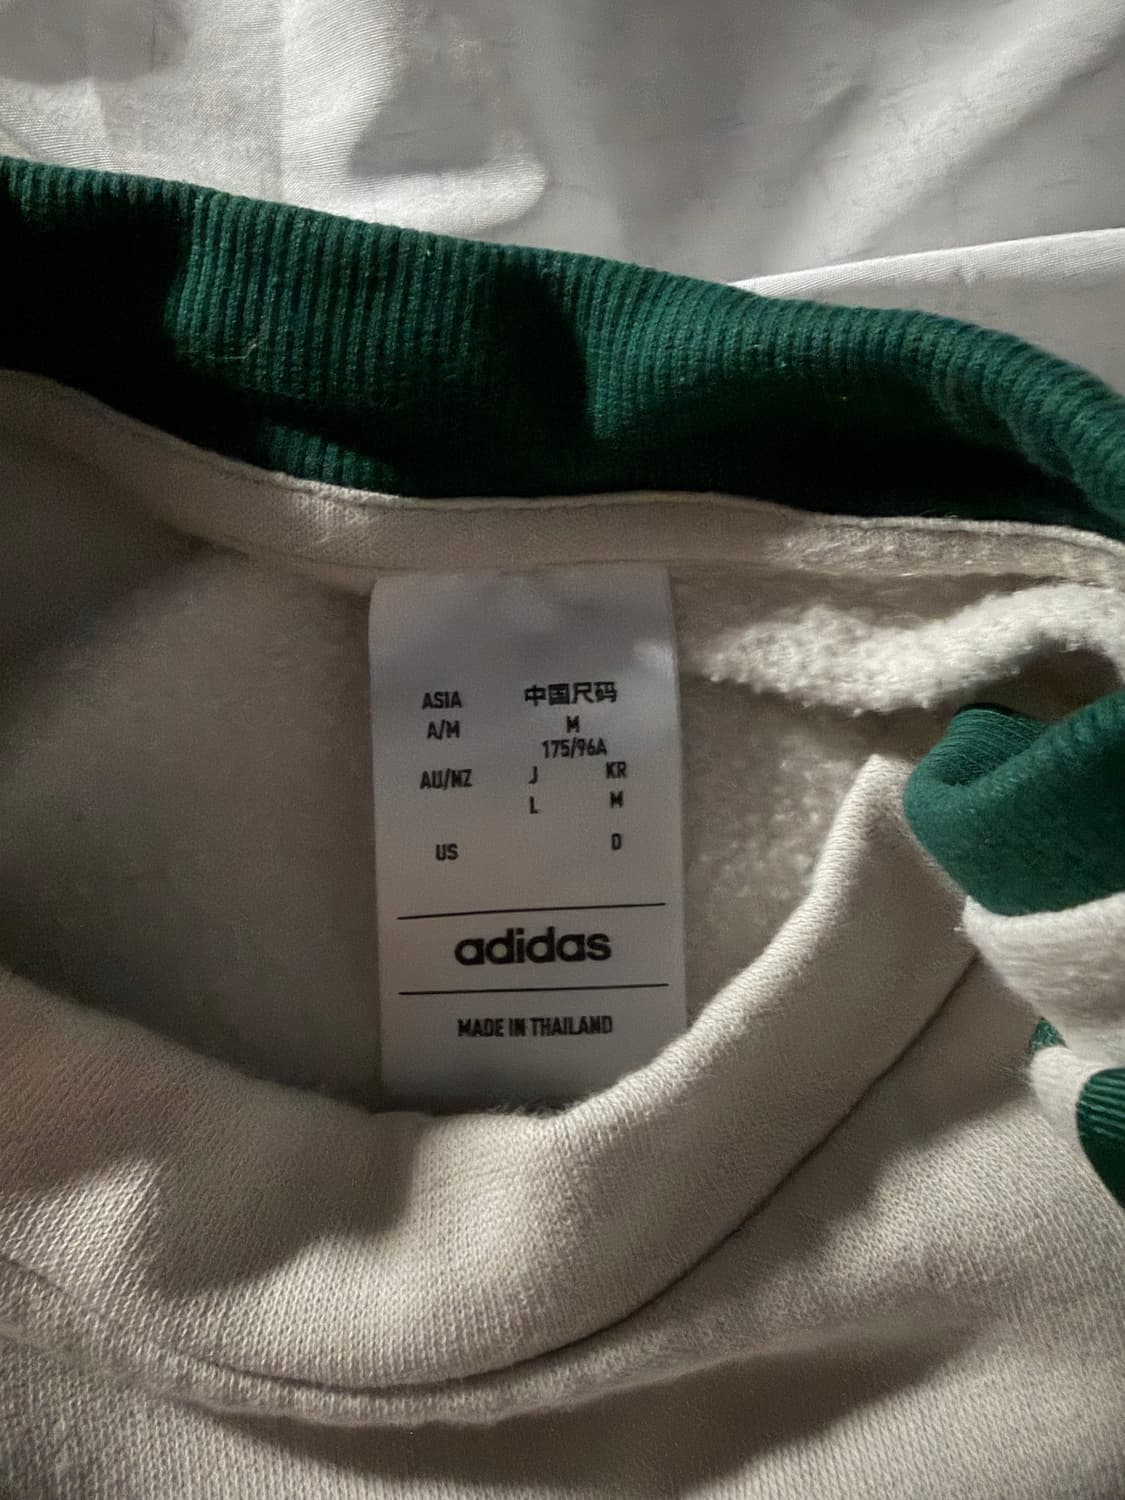 ASIA 中国尺码
A/M M
175/96A
AU/NZ J KR
L M
US D
adidas
MADE IN THAILAND